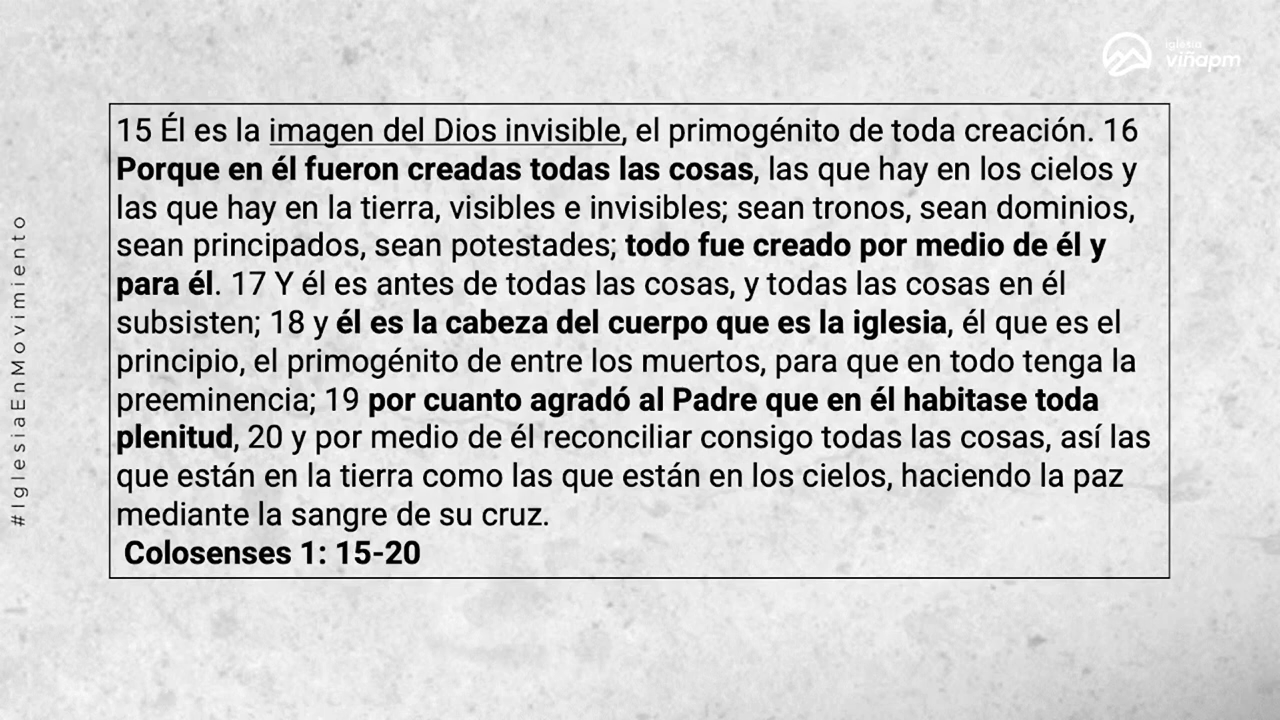 iglesia
viñapm
#IglesiaEnMovimiento
15 Él es la imagen del Dios invisible, el primogénito de toda creación. 16
Porque en él fueron creadas todas las cosas, las que hay en los cielos y
las que hay en la tierra, visibles e invisibles; sean tronos, sean dominios,
sean principados, sean potestades; todo fue creado por medio de él y
para él. 17 Y él es antes de todas las cosas, y todas las cosas en él
subsisten; 18 y él es la cabeza del cuerpo que es la iglesia, él que es el
principio, el primogénito de entre los muertos, para que en todo tenga la
preeminencia; 19 por cuanto agradó al Padre que en él habitase toda
plenitud, 20 y por medio de él reconciliar consigo todas las cosas, así las
que están en la tierra como las que están en los cielos, haciendo la paz
mediante la sangre de su cruz.
Colosenses 1: 15-20